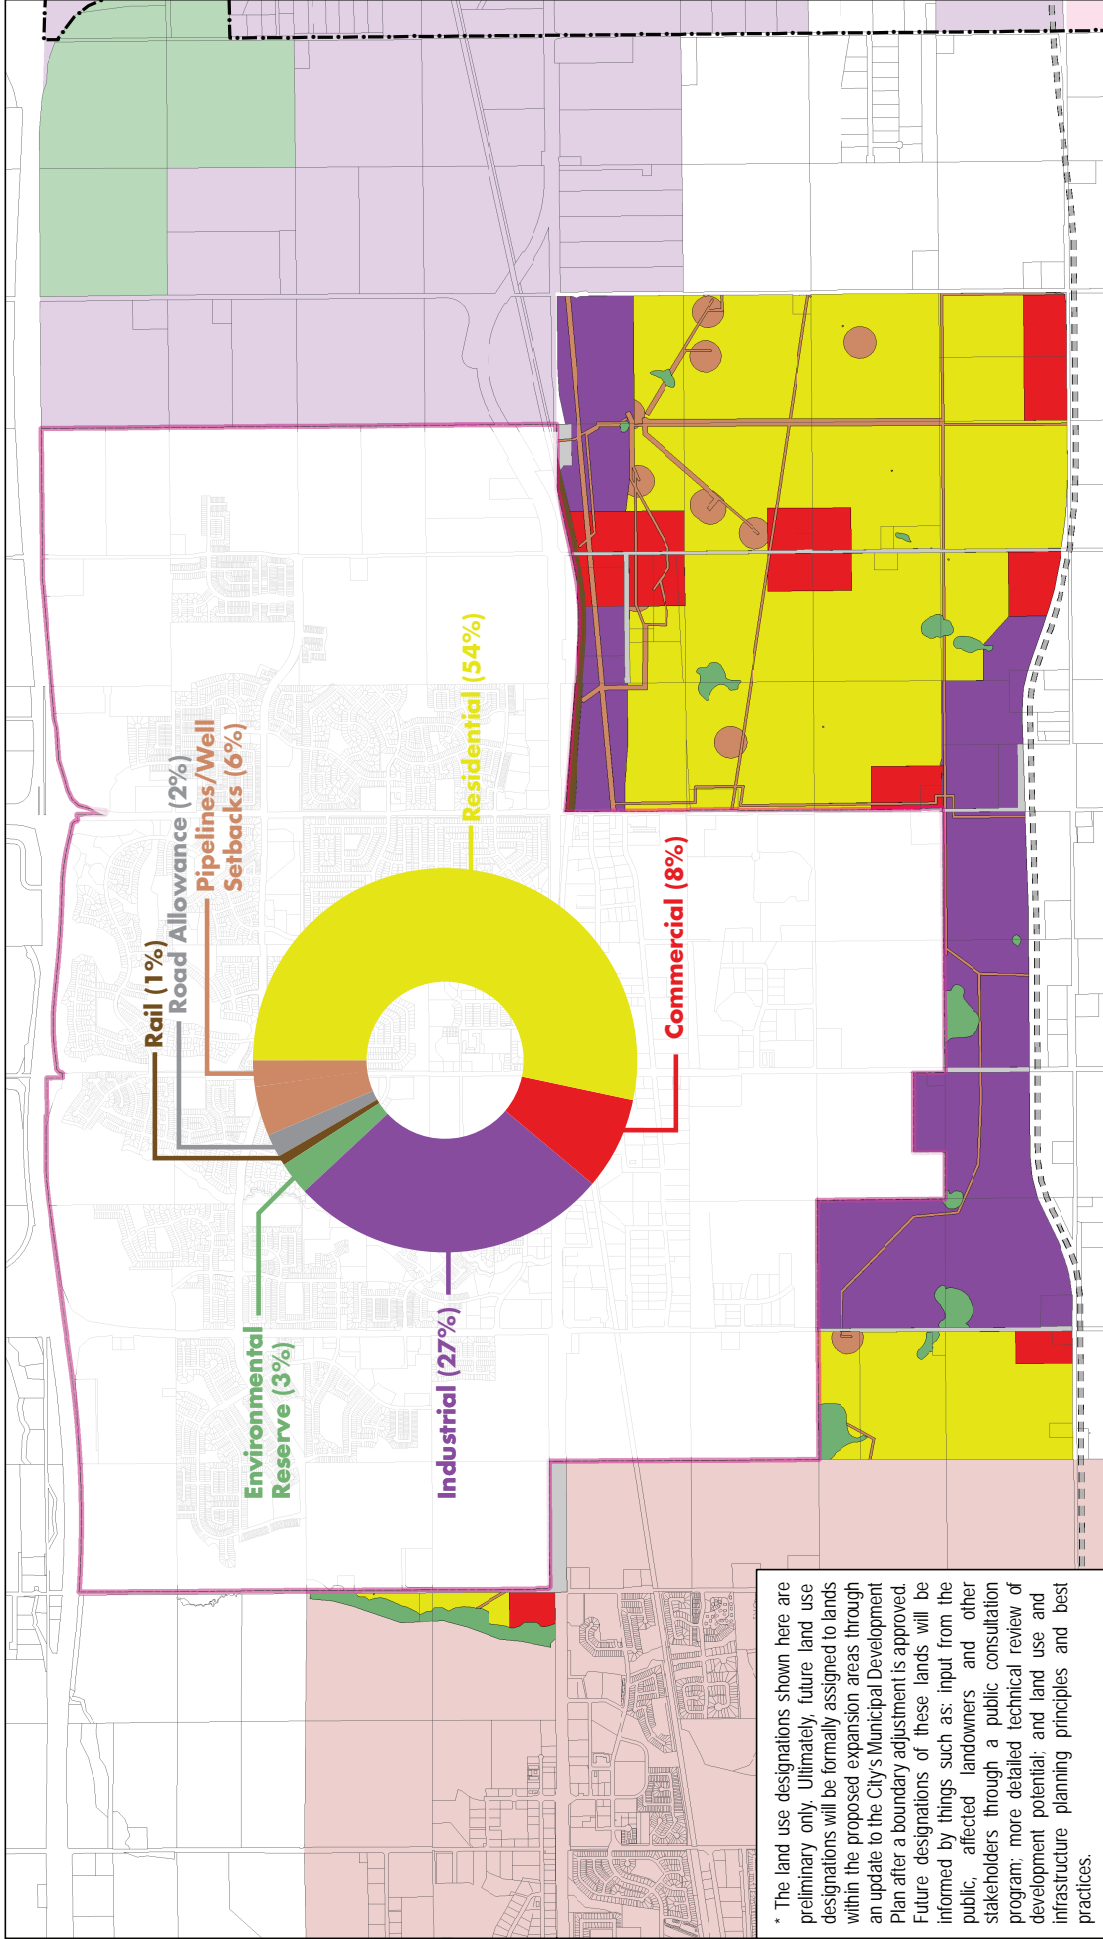 Rail (1%)
Road Allowance (2%)
Pipelines/Well
Setbacks (6%)
Residential (54%)
Environmental
Reserve (3%)
Industrial (27%)
Commercial (8%)
* The land use designations shown here are
preliminary only. Ultimately, future land use
designations will be formally assigned to lands
within the proposed expansion areas through
an update to the City's Municipal Development
Plan after a boundary adjustment is approved.
Future designations of these lands will be
informed by things such as: input from the
public, affected landowners and other
stakeholders through a public consultation
program; more detailed technical review of
development potential; and land use and
infrastructure planning principles and best
practices.